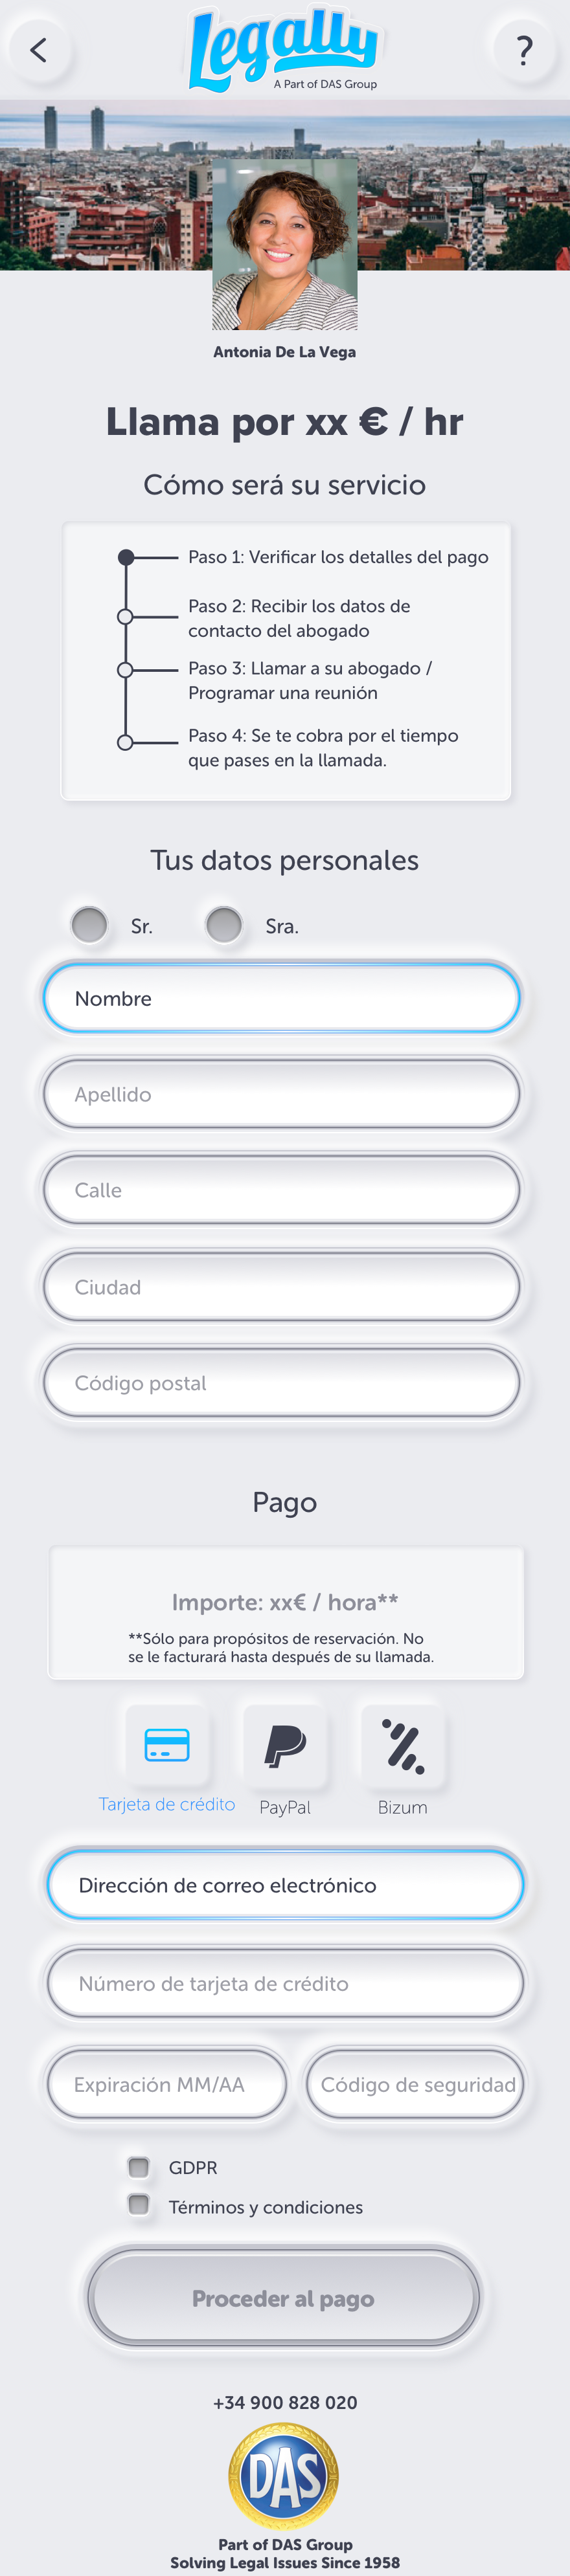 Legally
A Part of DAS Group
?
Antonia De La Vega
Llama por xx € / hr
Cómo será su servicio
Paso 1: Verificar los detalles del pago
Paso 2: Recibir los datos de
contacto del abogado
Paso 3: Llamar a su abogado /
Programar una reunión
Paso 4: Se te cobra por el tiempo
que pases en la llamada.
Tus datos personales
Sr.
Sra.
Nombre
Apellido
Calle
Ciudad
Código postal
Pago
Importe: xx€ / hora**
**Sólo para propósitos de reservación. No
se le facturará hasta después de su llamada.
Tarjeta de crédito
PayPal
Bizum
Dirección de correo electrónico
Número de tarjeta de crédito
Expiración MM/AA
Código de seguridad
GDPR
Términos y condiciones
Proceder al pago
+34 900 828 020
DAS
Part of DAS Group
Solving Legal Issues Since 1958